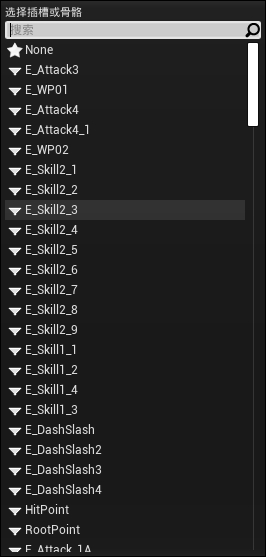 选择插槽或骨骼
搜索
None
E_Attack3
E_WP01
E_Attack4
E_Attack4_1
E_WP02
E_Skill2_1
E_Skill2_2
E_Skill2_3
E_Skill2_4
E_Skill2_5
E_Skill2_6
E_Skill2_7
E_Skill2_8
E_Skill2_9
E_Skill1_1
E_Skill1_2
E_Skill1_4
E_Skill1_3
E_DashSlash
E_DashSlash2
E_DashSlash3
E_DashSlash4
HitPoint
RootPoint
E_Attack_1A